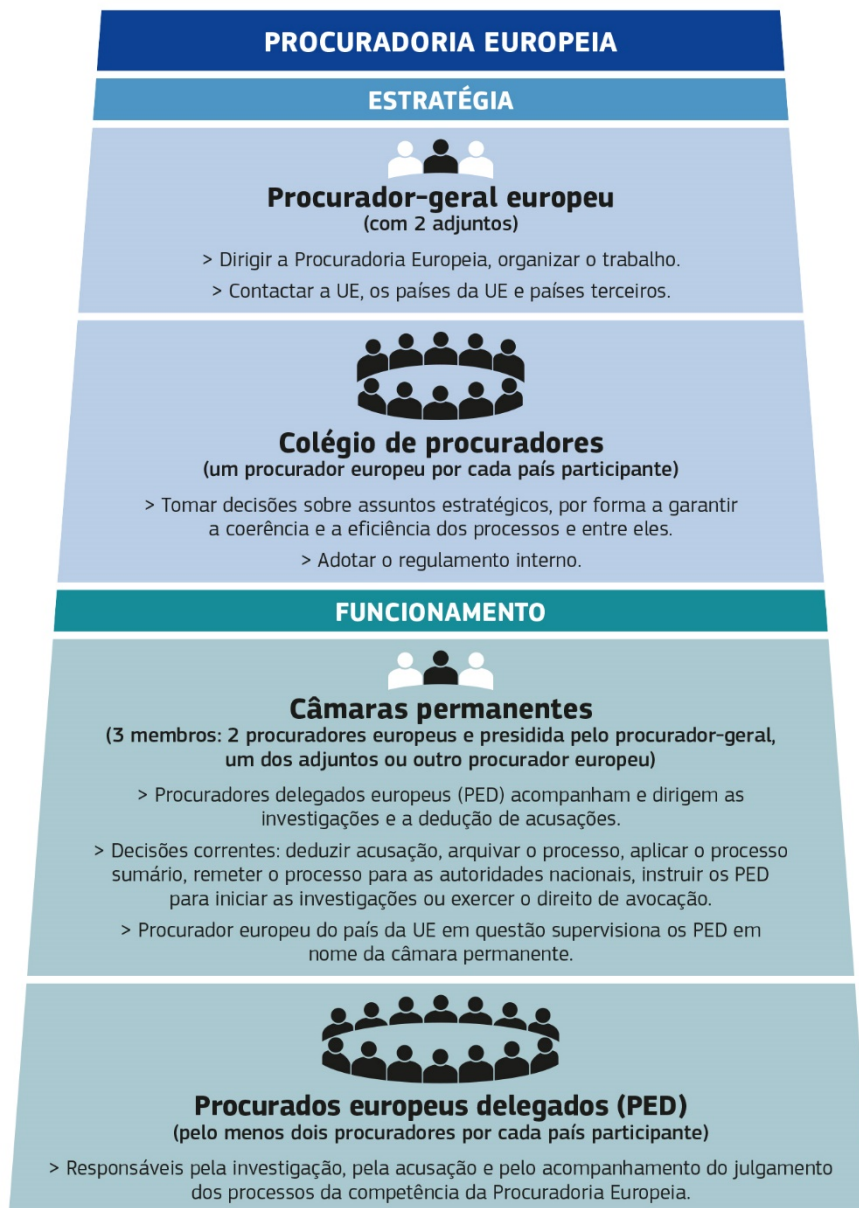 PROCURADORIA EUROPEIA
ESTRATÉGIA
Procurador-geral europeu
(com 2 adjuntos)
> Dirigir a Procuradoria Europeia, organizar o trabalho.
> Contactar a UE, os países da UE e países terceiros.
Colégio de procuradores
(um procurador europeu por cada país participante)
> Tomar decisões sobre assuntos estratégicos, por forma a garantir
a coerência e a eficiência dos processos e entre eles.
> Adotar o regulamento interno.
FUNCIONAMENTO
Câmaras permanentes
(3 membros: 2 procuradores europeus e presidida pelo procurador-geral,
um dos adjuntos ou outro procurador europeu)
> Procuradores delegados europeus (PED) acompanham e dirigem as
investigações e a dedução de acusações.
> Decisões correntes: deduzir acusação, arquivar o processo, aplicar o processo
sumário, remeter o processo para as autoridades nacionais, instruir os PED
para iniciar as investigações ou exercer o direito de avocação.
> Procurador europeu do país da UE em questão supervisiona os PED em
nome da câmara permanente.
Procurados europeus delegados (PED)
(pelo menos dois procuradores por cada país participante)
> Responsáveis pela investigação, pela acusação e pelo acompanhamento do julgamento
dos processos da competência da Procuradoria Europeia.